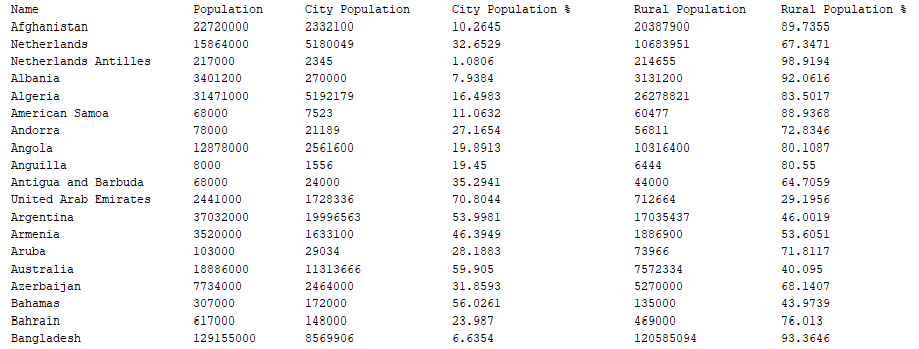 Name Population City Population City Population % Rural Population Rural Population %
Afghanistan 22720000 2332100 10.2645 20387900 89.7355
Netherlands 15864000 5180049 32.6529 10683951 67.3471
Netherlands Antilles 217000 2345 1.0806 214655 98.9194
Albania 3401200 270000 7.9384 3131200 92.0616
Algeria 31471000 5192179 16.4983 26278821 83.5017
American Samoa 68000 7523 11.0632 60477 88.9368
Andorra 78000 21189 27.1654 56811 72.8346
Angola 12878000 2561600 19.8913 10316400 80.1087
Anguilla 8000 1556 19.45 6444 80.55
Antigua and Barbuda 68000 24000 35.2941 44000 64.7059
United Arab Emirates 2441000 1728336 70.8044 712664 29.1956
Argentina 37032000 19996563 53.9981 17035437 46.0019
Armenia 3520000 1633100 46.3949 1886900 53.6051
Aruba 103000 29034 28.1883 73966 71.8117
Australia 18886000 11313666 59.905 7572334 40.095
Azerbaijan 7734000 2464000 31.8593 5270000 68.1407
Bahamas 307000 172000 56.0261 135000 43.9739
Bahrain 617000 148000 23.987 469000 76.013
Bangladesh 129155000 8569906 6.6354 120585094 93.3646